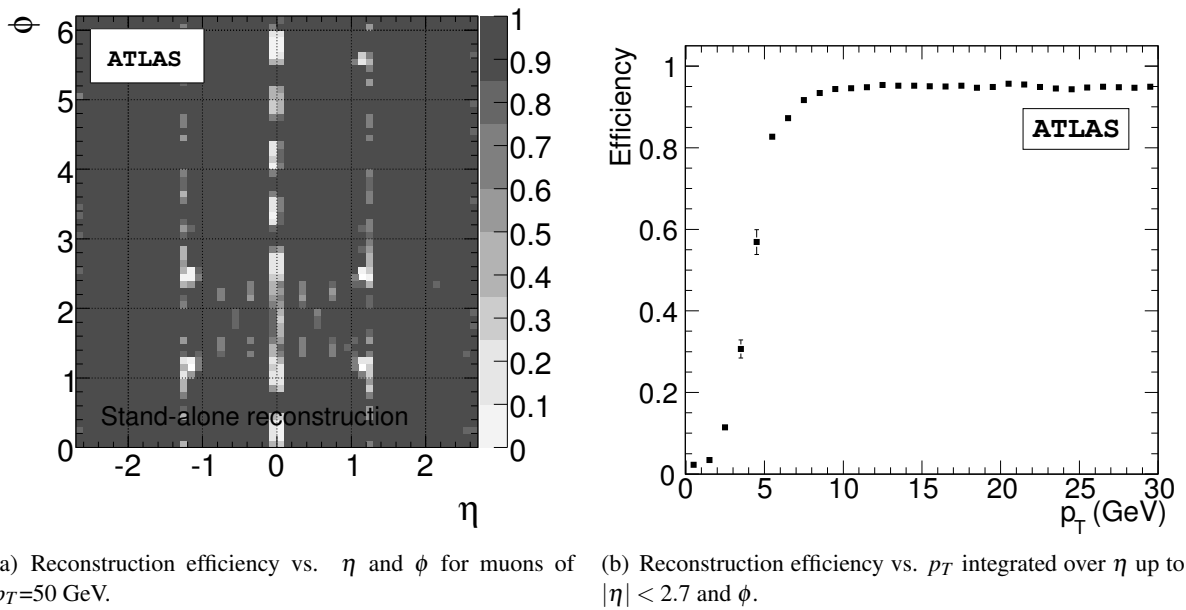 ϕ
6
5
4
3
2
1
0
ATLAS
Stand-alone reconstruction
-2 -1 0 1 2
η
1
0.9
0.8
0.7
0.6
0.5
0.4
0.3
0.2
0.1
0
Efficiency
1
0.8
0.6
0.4
0.2
0
ATLAS
0 5 10 15 20 25 30
p_T (GeV)
a) Reconstruction efficiency vs. η and ϕ for muons of
p_T=50 GeV.
(b) Reconstruction efficiency vs. p_T integrated over η up to
|η| < 2.7 and ϕ.